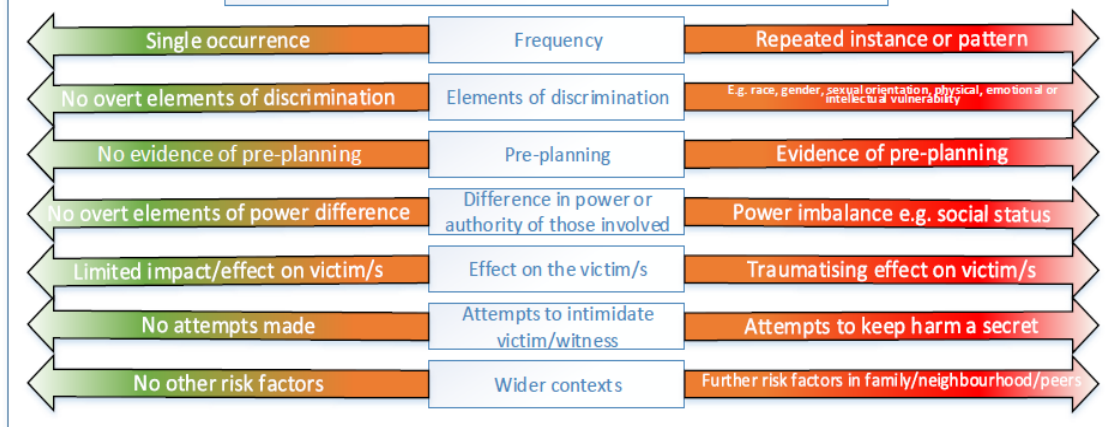 Single occurrence
Frequency
Repeated instance or pattern
No overt elements of discrimination
Elements of discrimination
E.g. race, gender, sexual orientation, physical, emotional or
intellectual vulnerability
No evidence of pre-planning
Pre-planning
Evidence of pre-planning
No overt elements of power difference
Difference in power or
authority of those involved
Power imbalance e.g. social status
Limited impact/effect on victim/s
Effect on the victim/s
Traumatising effect on victim/s
No attempts made
Attempts to intimidate
victim/witness
Attempts to keep harm a secret
No other risk factors
Wider contexts
Further risk factors in family/neighbourhood/peers